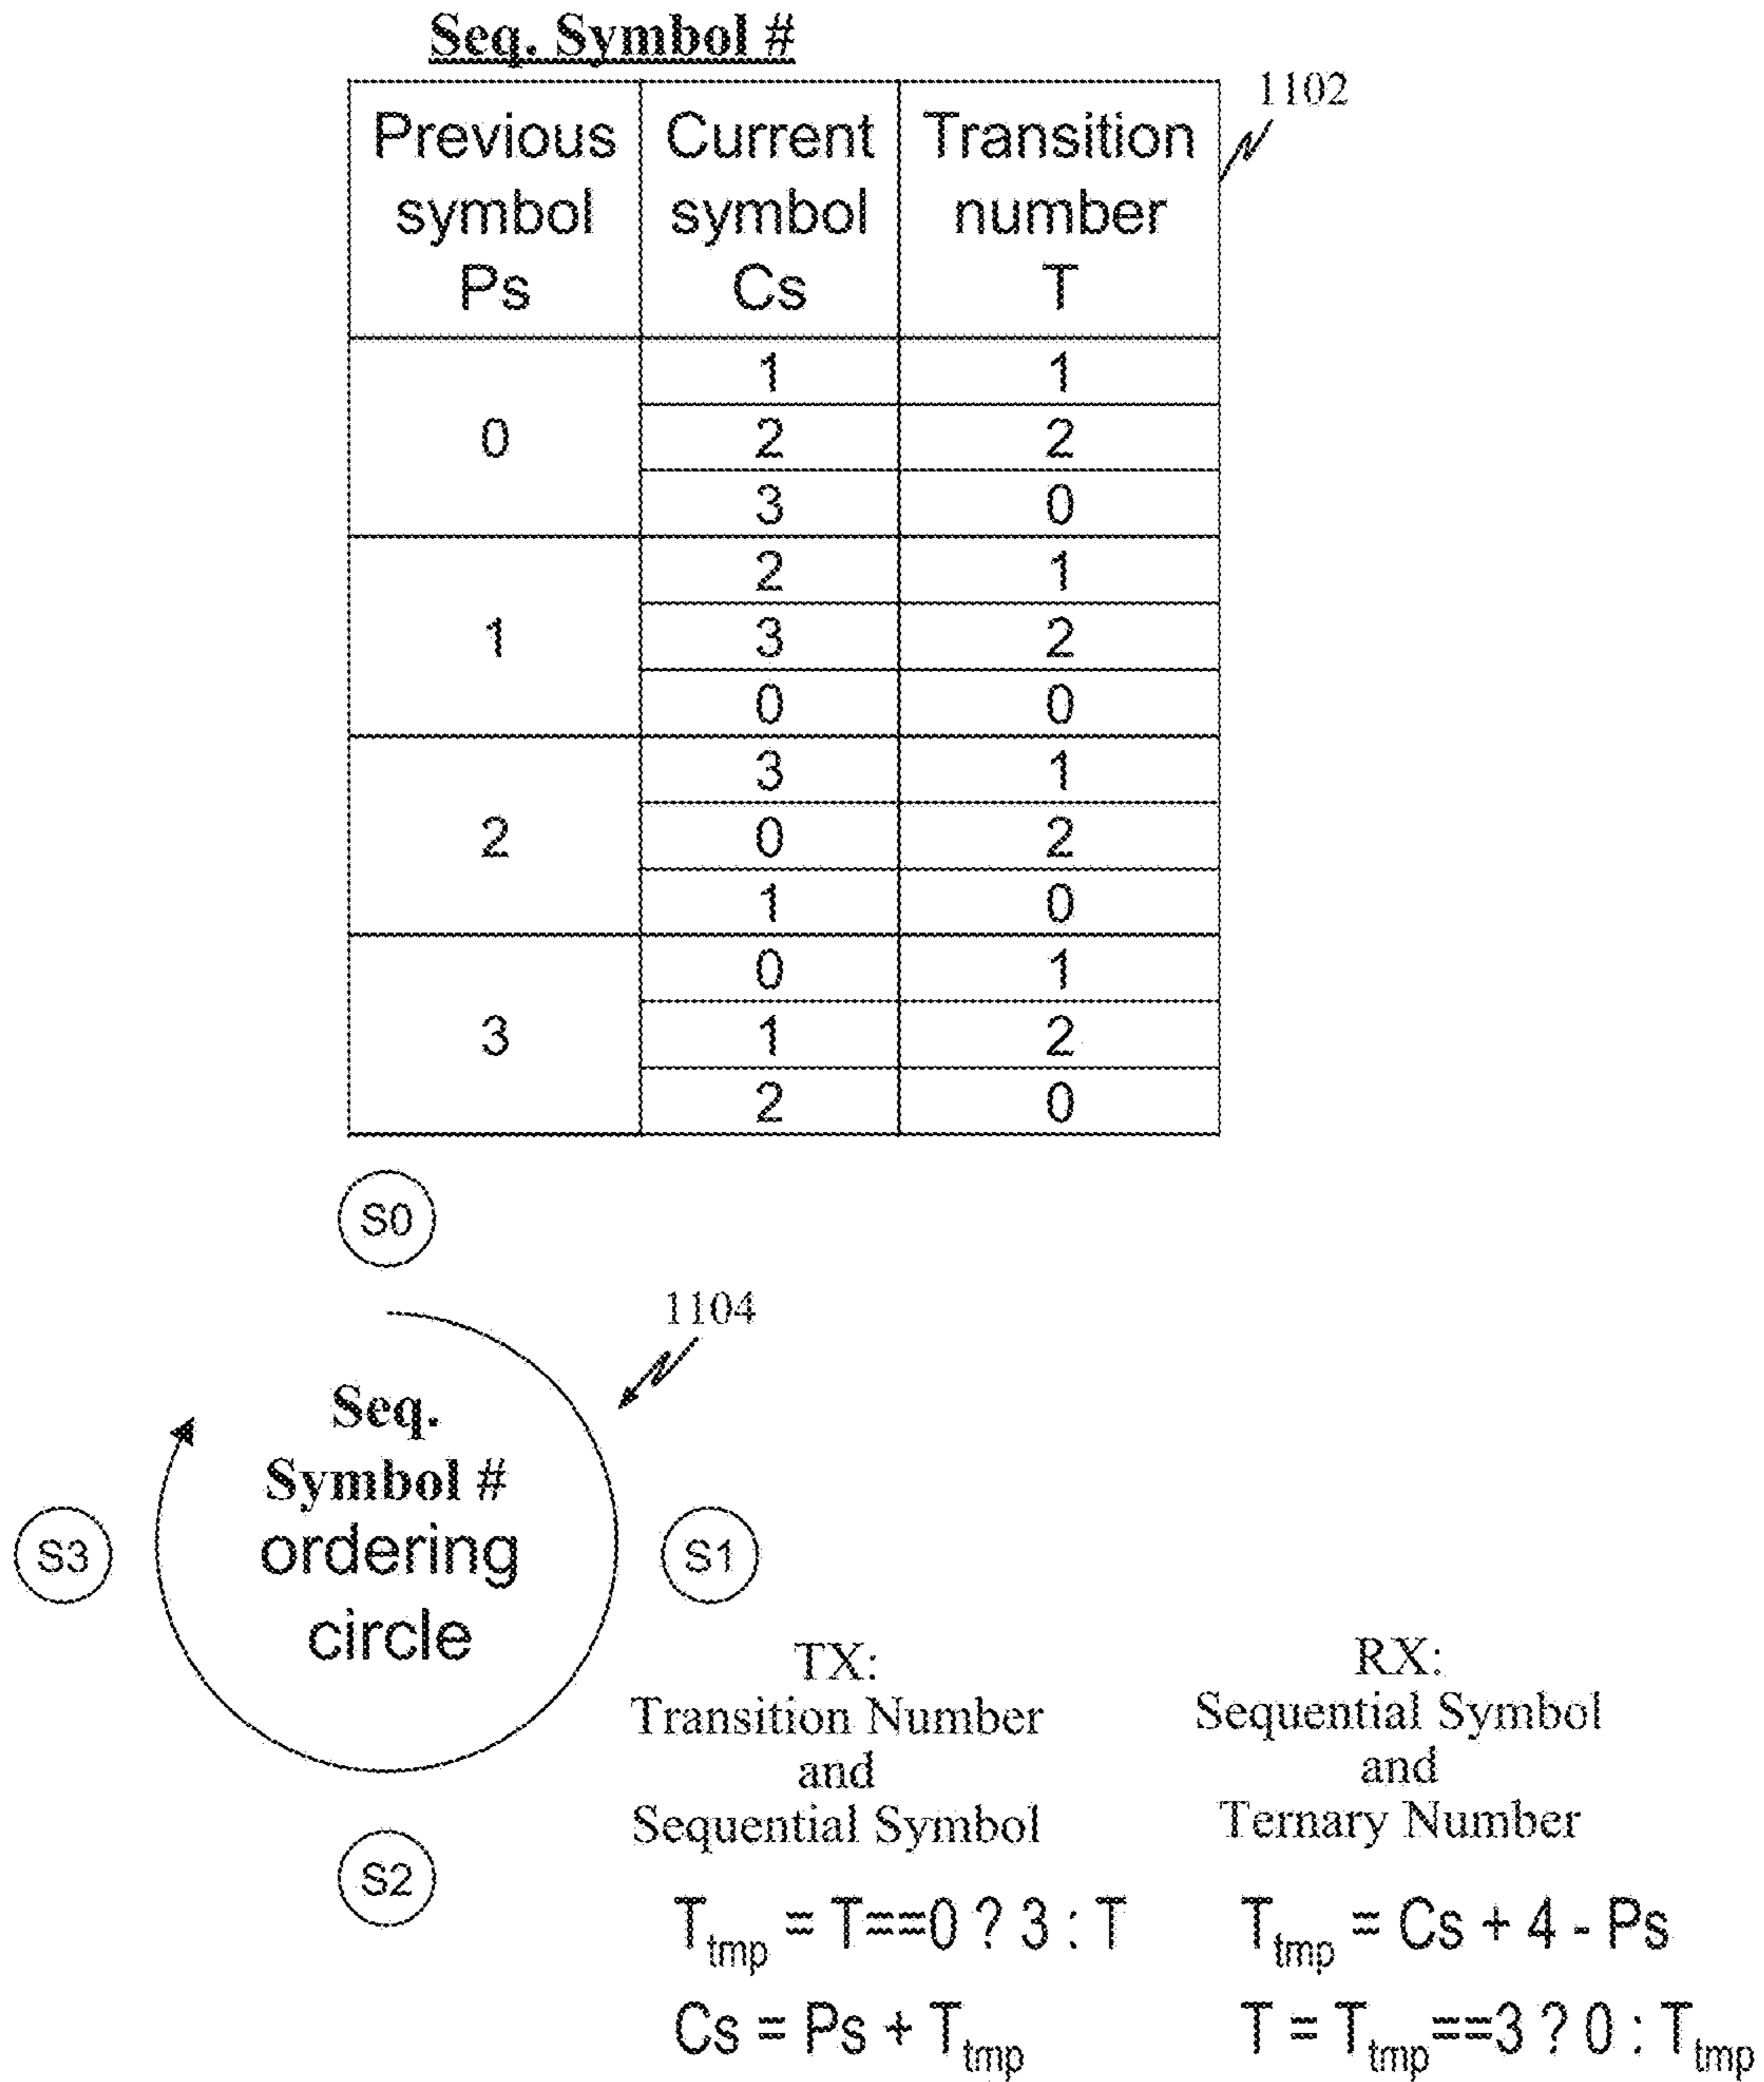 Seq. Symbol #
1102
Previous symbol Ps
Current symbol Cs
Transition number T
0
1 1
2 2
3 0
1
2 1
3 2
0 0
2
3 1
0 2
1 0
3
0 1
1 2
2 0
S0
1104
Seq.
Symbol #
ordering
circle
S3
S1
S2
TX:
Transition Number
and
Sequential Symbol
Ttmp = T==0 ? 3 : T
Cs = Ps + Ttmp
RX:
Sequential Symbol
and
Ternary Number
Ttmp = Cs + 4 - Ps
T = Ttmp==3 ? 0 : Ttmp